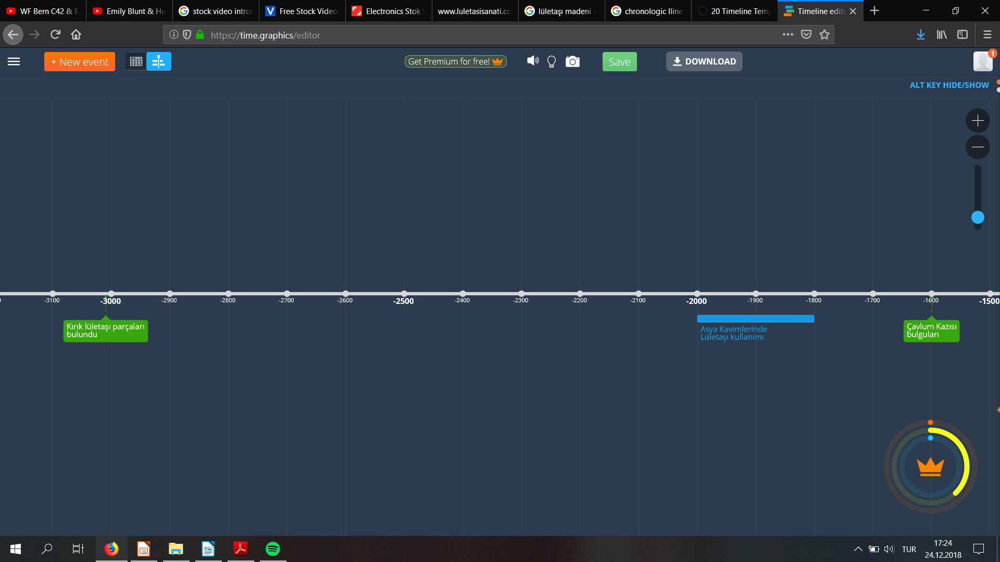 WF Bern C42 & E
Emily Blunt & Hu
stock video intros
Free Stock Video
Electronics Stok V
www.luletasisanati.co
lületaşı madeni -
chronologic lline
20 Timeline Temp
Timeline edito
https://time.graphics/editor
+ New event
Get Premium for free!
Save
DOWNLOAD
1
ALT KEY HIDE/SHOW
-3100
-3000
-2900
-2800
-2700
-2600
-2500
-2400
-2300
-2200
-2100
-2000
-1900
-1800
-1700
-1600
-1500
Kırık lületaşı parçaları
bulundu
Asya Kavimlerinde
Lületaşı kullanımı
Çavlum Kazısı
bulguları
TUR
17:24
24.12.2018